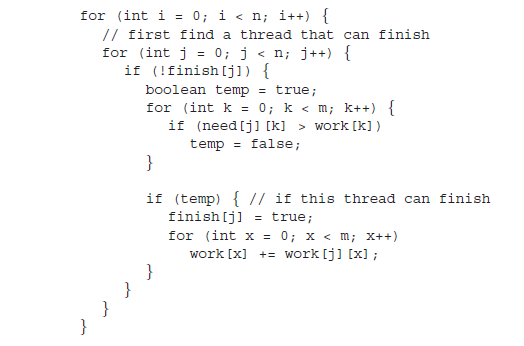 for (int i = 0; i < n; i++) {
// first find a thread that can finish
for (int j = 0; j < n; j++) {
if (!finish[j]) {
boolean temp = true;
for (int k = 0; k < m; k++) {
if (need[j][k] > work[k])
temp = false;
}
if (temp) { // if this thread can finish
finish[j] = true;
for (int x = 0; x < m; x++)
work[x] += work[j][x];
}
}
}
}